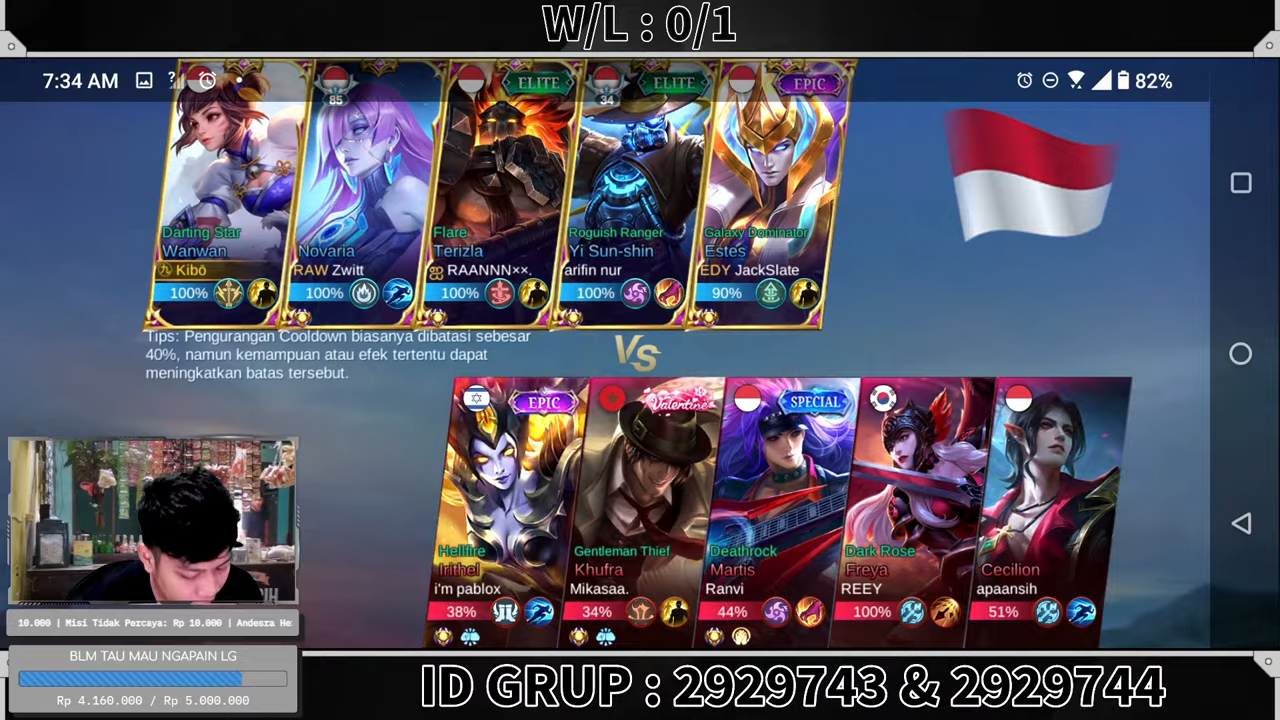 W/L : 0/1
7:34 AM
?
82%
85
ELITE
34
ELITE
EPIC
Darting Star
Wanwan
Kibō
100%
Novaria
RAW Zwitt
100%
Flare
Terizla
RAANNN××.
100%
Roguish Ranger
Yi Sun-shin
arifin nur
100%
Galaxy Dominator
Estes
EDY JackSlate
90%
Tips: Pengurangan Cooldown biasanya dibatasi sebesar
40%, namun kemampuan atau efek tertentu dapat
meningkatkan batas tersebut.
VS
EPIC
Hellfire
Irithel
i'm pablox
38%
Valentine
Gentleman Thief
Khufra
Mikasaa.
34%
SPECIAL
Deathrock
Martis
Ranvi
44%
Dark Rose
Freya
REEY
100%
Cecilion
apaansih
51%
10.000 | Misi Tidak Percaya: Rp 10.000 | Andesra He
BLM TAU MAU NGAPAIN LG
Rp 4.160.000 / Rp 5.000.000
ID GRUP : 2929743 & 2929744